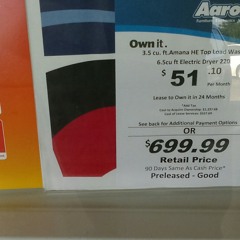 Aaro
Own it.
3.5 cu. ft.Amana HE Top Load Was
6.5cu ft Electric Dryer 220
$51.10
Per Month
Lease to Own it in 24 Months
See back for Additional Payment Options
OR
$699.99
Retail Price
90 Days Same As Cash Price*
Preleased - Good